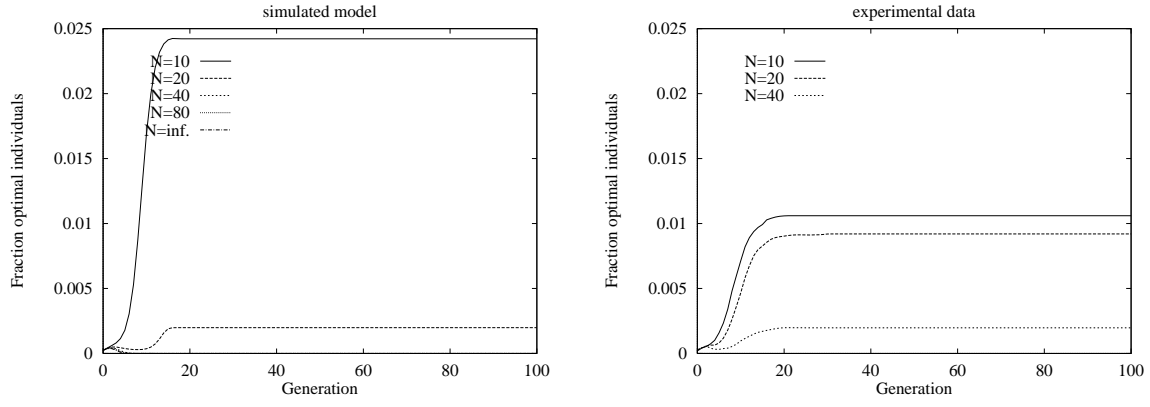 simulated model
Fraction optimal individuals
0.025
0.02
0.015
0.01
0.005
0
N=10
N=20
N=40
N=80
N=inf.
0 20 40 60 80 100
Generation
experimental data
Fraction optimal individuals
0.025
0.02
0.015
0.01
0.005
0
N=10
N=20
N=40
0 20 40 60 80 100
Generation